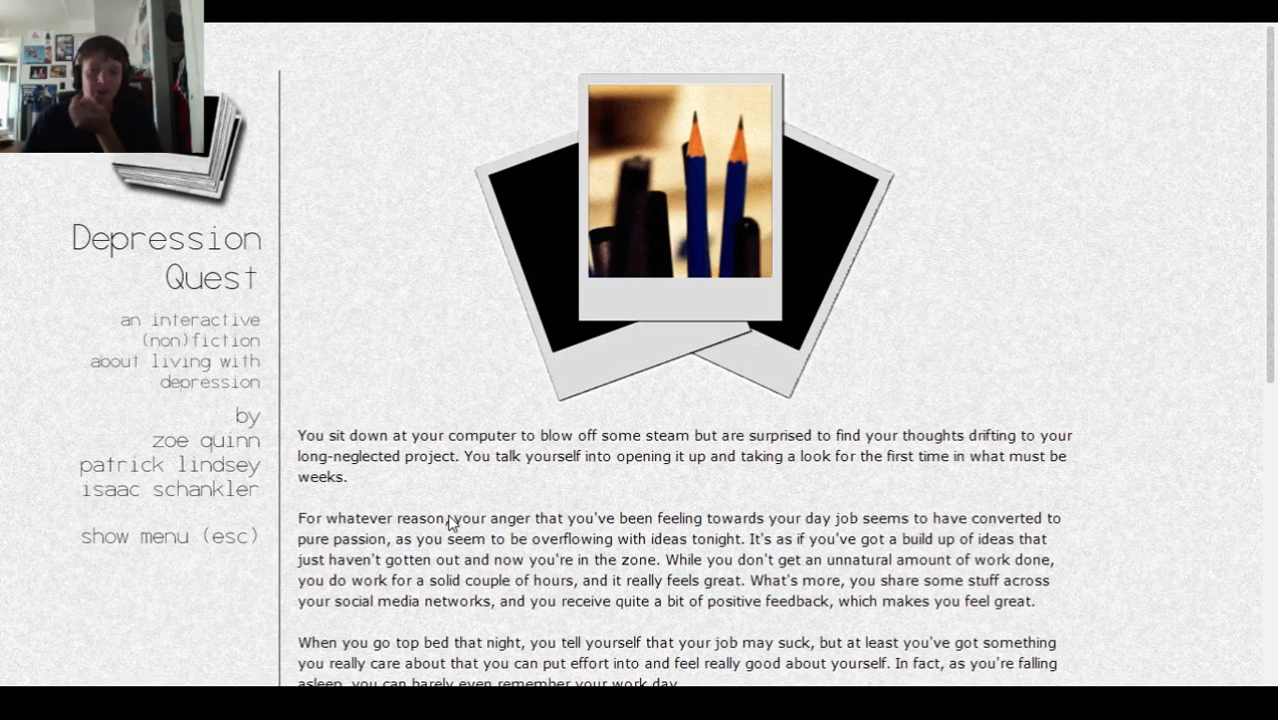 Depression
Quest
an interactive
(non)fiction
about living with
depression
by
zoe quinn
patrick lindsey
isaac schankler
show menu (esc)
You sit down at your computer to blow off some steam but are surprised to find your thoughts drifting to your
long-neglected project. You talk yourself into opening it up and taking a look for the first time in what must be
weeks.
For whatever reason, your anger that you've been feeling towards your day job seems to have converted to
pure passion, as you seem to be overflowing with ideas tonight. It's as if you've got a build up of ideas that
just haven't gotten out and now you're in the zone. While you don't get an unnatural amount of work done,
you do work for a solid couple of hours, and it really feels great. What's more, you share some stuff across
your social media networks, and you receive quite a bit of positive feedback, which makes you feel great.
When you go top bed that night, you tell yourself that your job may suck, but at least you've got something
you really care about that you can put effort into and feel really good about yourself. In fact, as you're falling
asleep, you can barely even remember your work day.